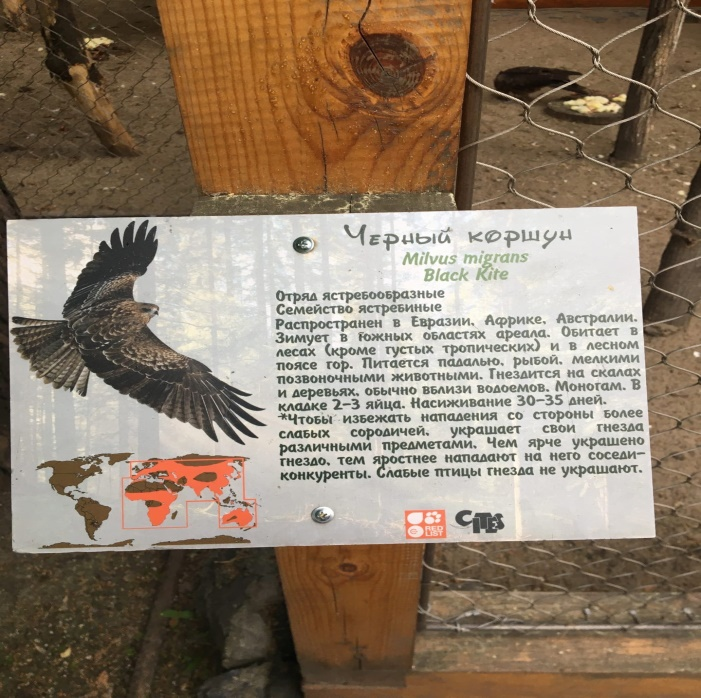 Черный коршун
Milvus migrans
Black Kite
Отряд ястребообразные
Семейство ястребиные
Распространен в Евразии, Африке, Австралии.
Зимует в южных областях ареала. Обитает в
лесах (кроме густых тропических) и в лесном
поясе гор. Питается падалью, рыбой, мелкими
позвоночными животными. Гнездится на скалах
и деревьях, обычно вблизи водоемов. Моногам. В
кладке 2-3 яйца. Насиживание 30-35 дней.
*Чтобы избежать нападения со стороны более
слабых сородичей, украшает свои гнезда
различными предметами. Чем ярче украшено
гнездо, тем яростнее нападают на него соседи-
конкуренты. Слабые птицы гнезда не украшают.
RED
LIST
CITES